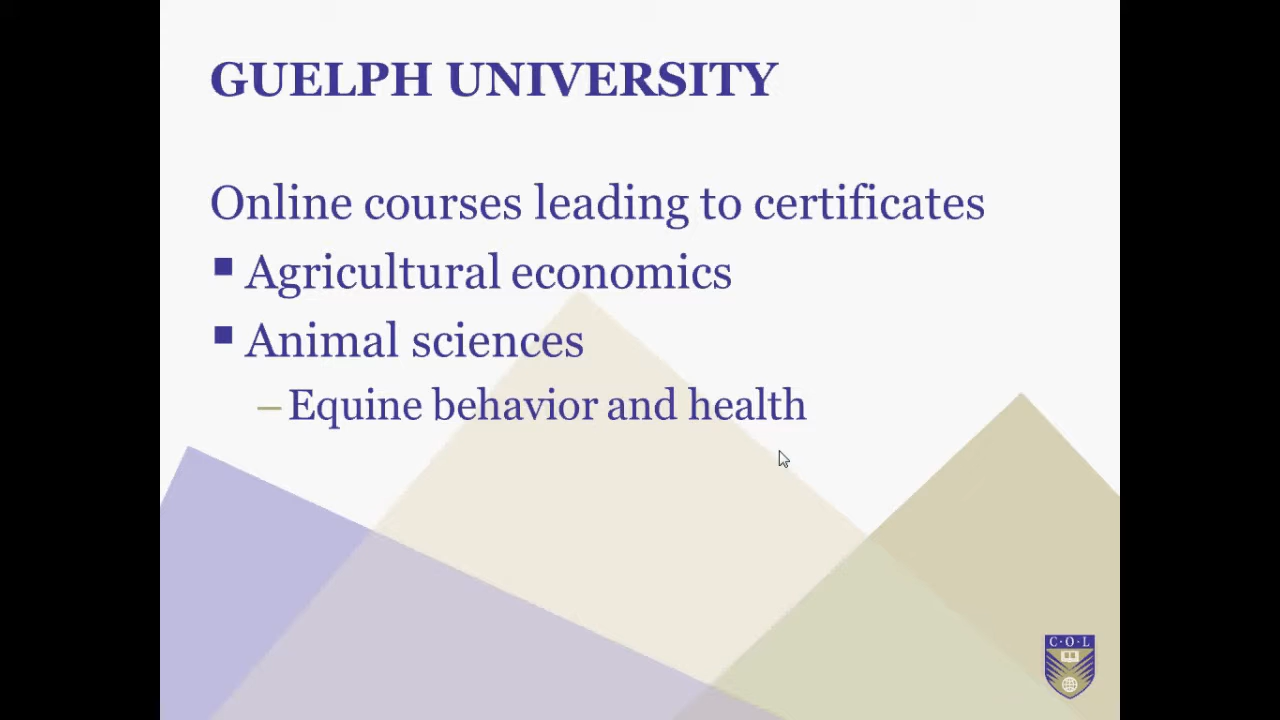 GUELPH UNIVERSITY
Online courses leading to certificates
▪ Agricultural economics
▪ Animal sciences
– Equine behavior and health
C·O·L